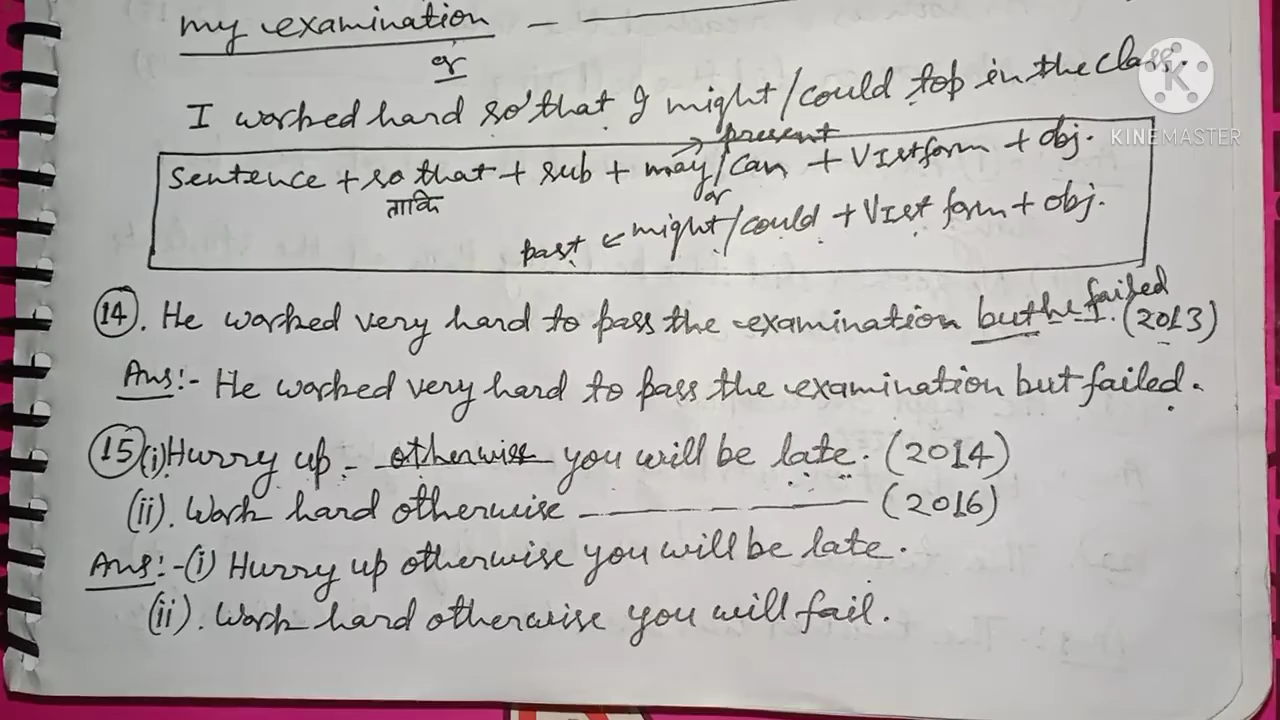 my examination — ———
or
I worked hard so that I might/could top in the class.
KINEMASTER
→ present
Sentence + so that + sub + may/can + VIst form + obj.
ताकि
or
past ← might/could + VIst form + obj.
(14). He worked very hard to pass the examination but he failed. (2013)
Ans:- He worked very hard to pass the examination but failed.
(15)(i) Hurry up - otherwise you will be late. (2014)
(ii). Work hard otherwise ———— (2016)
Ans:-(i) Hurry up otherwise you will be late.
(ii). Work hard otherwise you will fail.